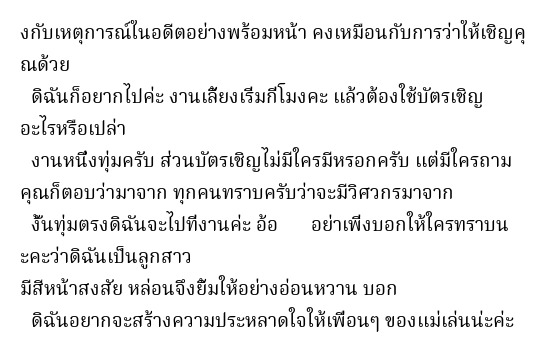 งกับเหตุการณ์ในอดีตอย่างพร้อมหน้า คงเหมือนกับการว่าให้เชิญคุ
ณด้วย
ดิฉันก็อยากไปค่ะ งานเลี้ยงเริ่มกี่โมงคะ แล้วต้องใช้บัตรเชิญ
อะไรหรือเปล่า
งานหนึ่งทุ่มครับ ส่วนบัตรเชิญไม่มีใครมีหรอกครับ แต่มีใครถาม
คุณก็ตอบว่ามาจาก ทุกคนทราบครับว่าจะมีวิศวกรมาจาก
งั้นทุ่มตรงดิฉันจะไปที่งานค่ะ อ้อ อย่าเพิ่งบอกให้ใครทราบน
ะคะว่าดิฉันเป็นลูกสาว
มีสีหน้าสงสัย หล่อนจึงยิ้มให้อย่างอ่อนหวาน บอก
ดิฉันอยากจะสร้างความประหลาดใจให้เพื่อนๆ ของแม่เล่นน่ะค่ะ